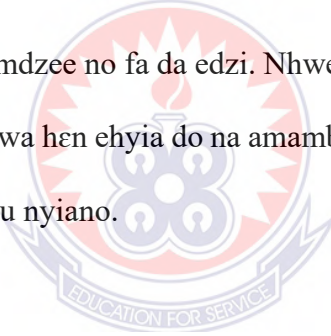 mdzee no fa da edzi. Nhwe
wa hɛn ehyia do na amamb
u nyiano.
EDUCATION FOR SERVICE